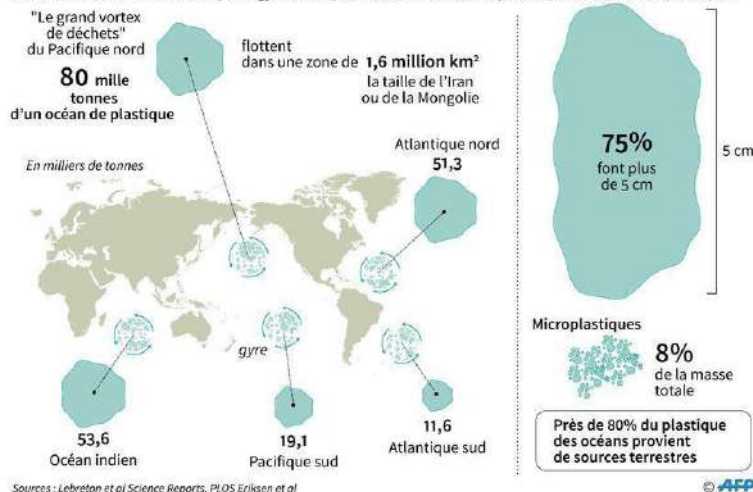 "Le grand vortex
de déchets"
du Pacifique nord
80 mille
tonnes
d'un océan de plastique
flottent
dans une zone de 1,6 million km²
la taille de l'Iran
ou de la Mongolie
En milliers de tonnes
Atlantique nord
51,3
gyre
53,6
Océan indien
19,1
Pacifique sud
11,6
Atlantique sud
75%
font plus
de 5 cm
5 cm
Microplastiques
8%
de la masse
totale
Près de 80% du plastique
des océans provient
de sources terrestres
Sources : Lebreton et al Science Reports, PLOS Eriksen et al
© AFP